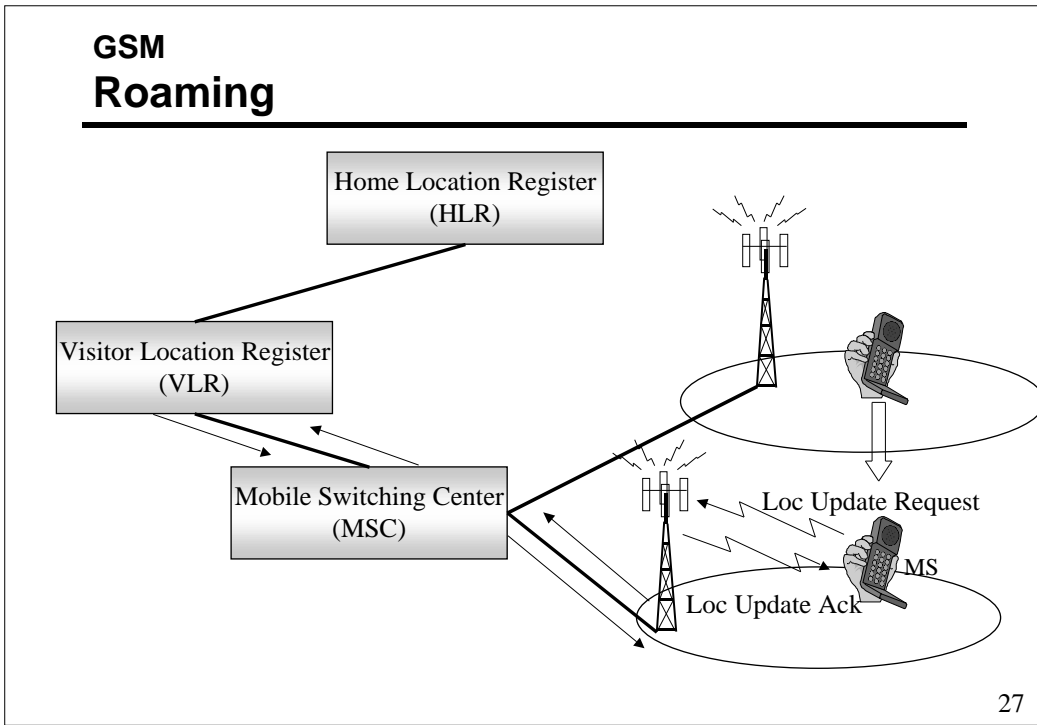 GSM
Roaming
Home Location Register
(HLR)
Visitor Location Register
(VLR)
Mobile Switching Center
(MSC)
Loc Update Request
MS
Loc Update Ack
27